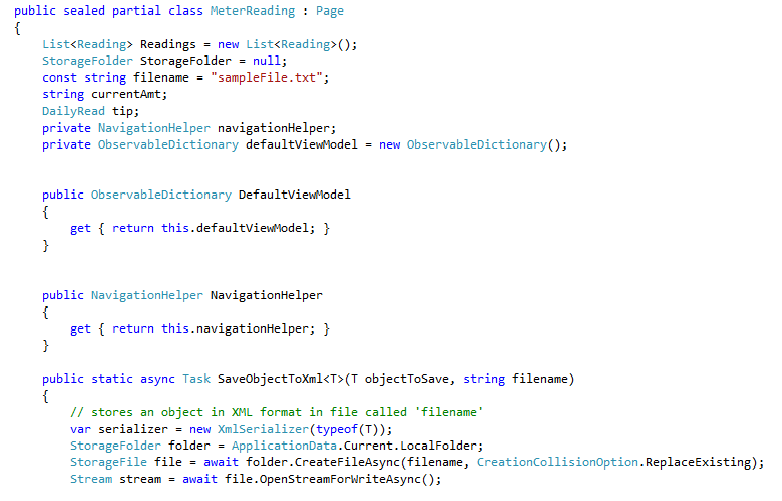 public sealed partial class MeterReading : Page
{
    List<Reading> Readings = new List<Reading>();
    StorageFolder StorageFolder = null;
    const string filename = "sampleFile.txt";
    string currentAmt;
    DailyRead tip;
    private NavigationHelper navigationHelper;
    private ObservableDictionary defaultViewModel = new ObservableDictionary();
    public ObservableDictionary DefaultViewModel
    {
        get { return this.defaultViewModel; }
    }
    public NavigationHelper NavigationHelper
    {
        get { return this.navigationHelper; }
    }
    public static async Task SaveObjectToXml<T>(T objectToSave, string filename)
    {
        // stores an object in XML format in file called 'filename'
        var serializer = new XmlSerializer(typeof(T));
        StorageFolder folder = ApplicationData.Current.LocalFolder;
        StorageFile file = await folder.CreateFileAsync(filename, CreationCollisionOption.ReplaceExisting);
        Stream stream = await file.OpenStreamForWriteAsync();